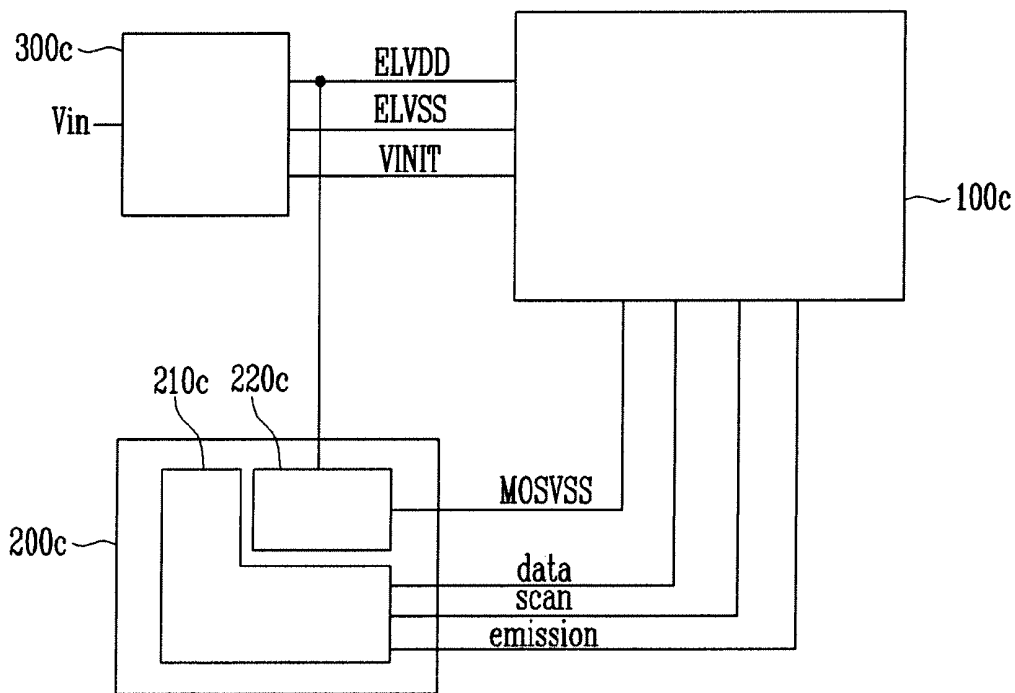 300c
ELVDD
Vin
ELVSS
VINIT
100c
210c
220c
MOSVSS
200c
data
scan
emission